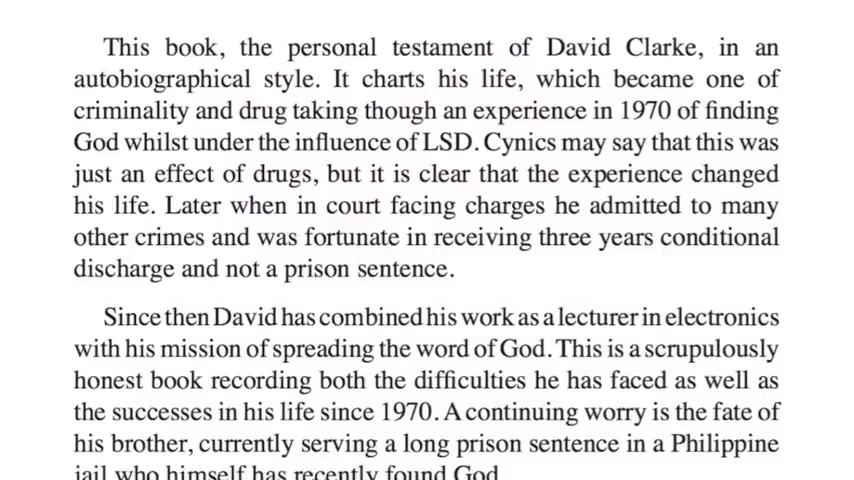 This book, the personal testament of David Clarke, in an
autobiographical style. It charts his life, which became one of
criminality and drug taking though an experience in 1970 of finding
God whilst under the influence of LSD. Cynics may say that this was
just an effect of drugs, but it is clear that the experience changed
his life. Later when in court facing charges he admitted to many
other crimes and was fortunate in receiving three years conditional
discharge and not a prison sentence.
Since then David has combined his work as a lecturer in electronics
with his mission of spreading the word of God. This is a scrupulously
honest book recording both the difficulties he has faced as well as
the successes in his life since 1970. A continuing worry is the fate of
his brother, currently serving a long prison sentence in a Philippine
jail who himself has recently found God.